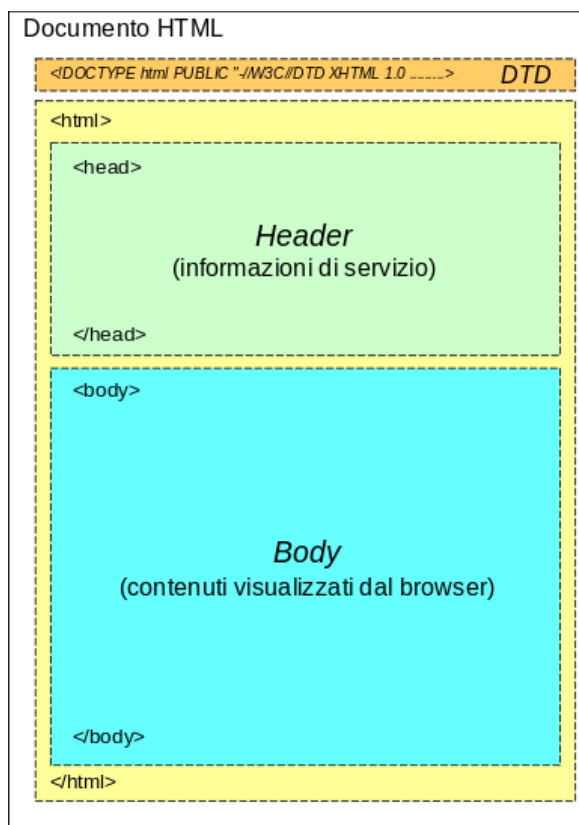 Documento HTML
<!DOCTYPE html PUBLIC "-//W3C//DTD XHTML 1.0 ........> DTD
<html>
<head>
Header
(informazioni di servizio)
</head>
<body>
Body
(contenuti visualizzati dal browser)
</body>
</html>